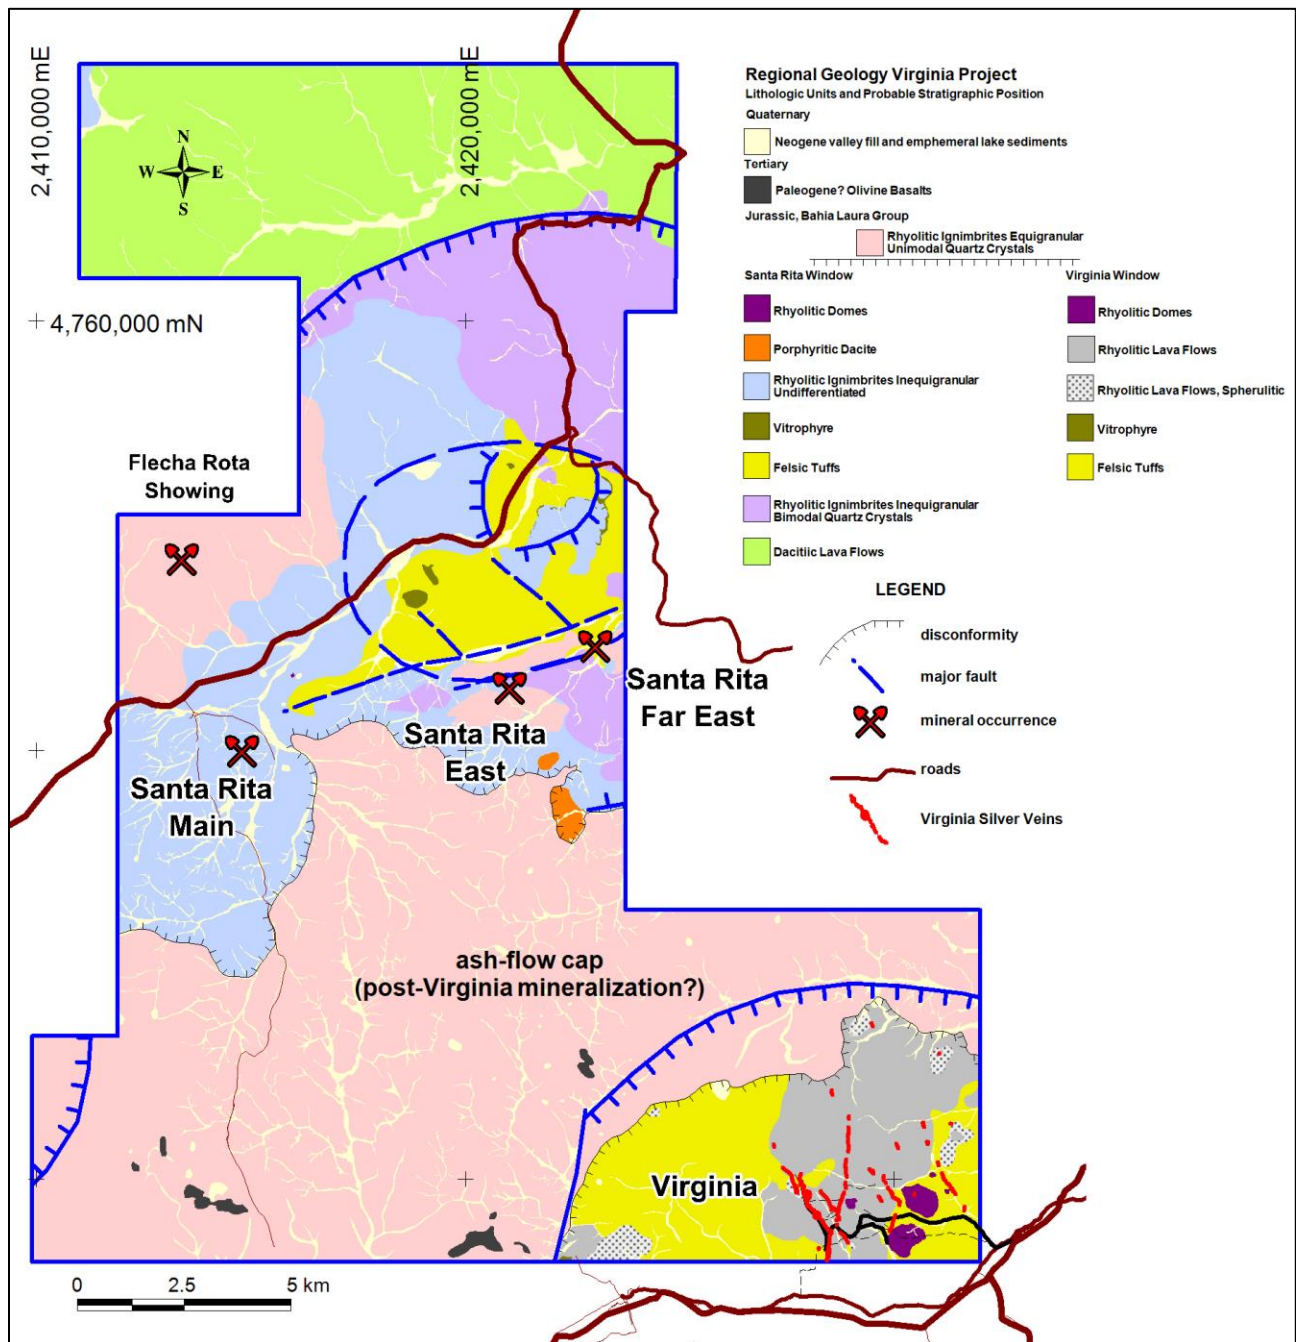 2,410,000 mE
2,420,000 mE
N
W E
S
4,760,000 mN
Regional Geology Virginia Project
Lithologic Units and Probable Stratigraphic Position
Quaternary
Neogene valley fill and emphemeral lake sediments
Tertiary
Paleogene? Olivine Basalts
Jurassic, Bahia Laura Group
Rhyolitic Ignimbrites Equigranular
Unimodal Quartz Crystals
Santa Rita Window
Rhyolitic Domes
Porphyritic Dacite
Rhyolitic Ignimbrites Inequigranular
Undifferentiated
Vitrophyre
Felsic Tuffs
Rhyolitic Ignimbrites Inequigranular
Bimodal Quartz Crystals
Dacitiic Lava Flows
Virginia Window
Rhyolitic Domes
Rhyolitic Lava Flows
Rhyolitic Lava Flows, Spherulitic
Vitrophyre
Felsic Tuffs
LEGEND
disconformity
major fault
mineral occurrence
roads
Virginia Silver Veins
Flecha Rota
Showing
Santa Rita
Far East
Santa Rita
East
Santa Rita
Main
ash-flow cap
(post-Virginia mineralization?)
Virginia
0 2.5 5 km